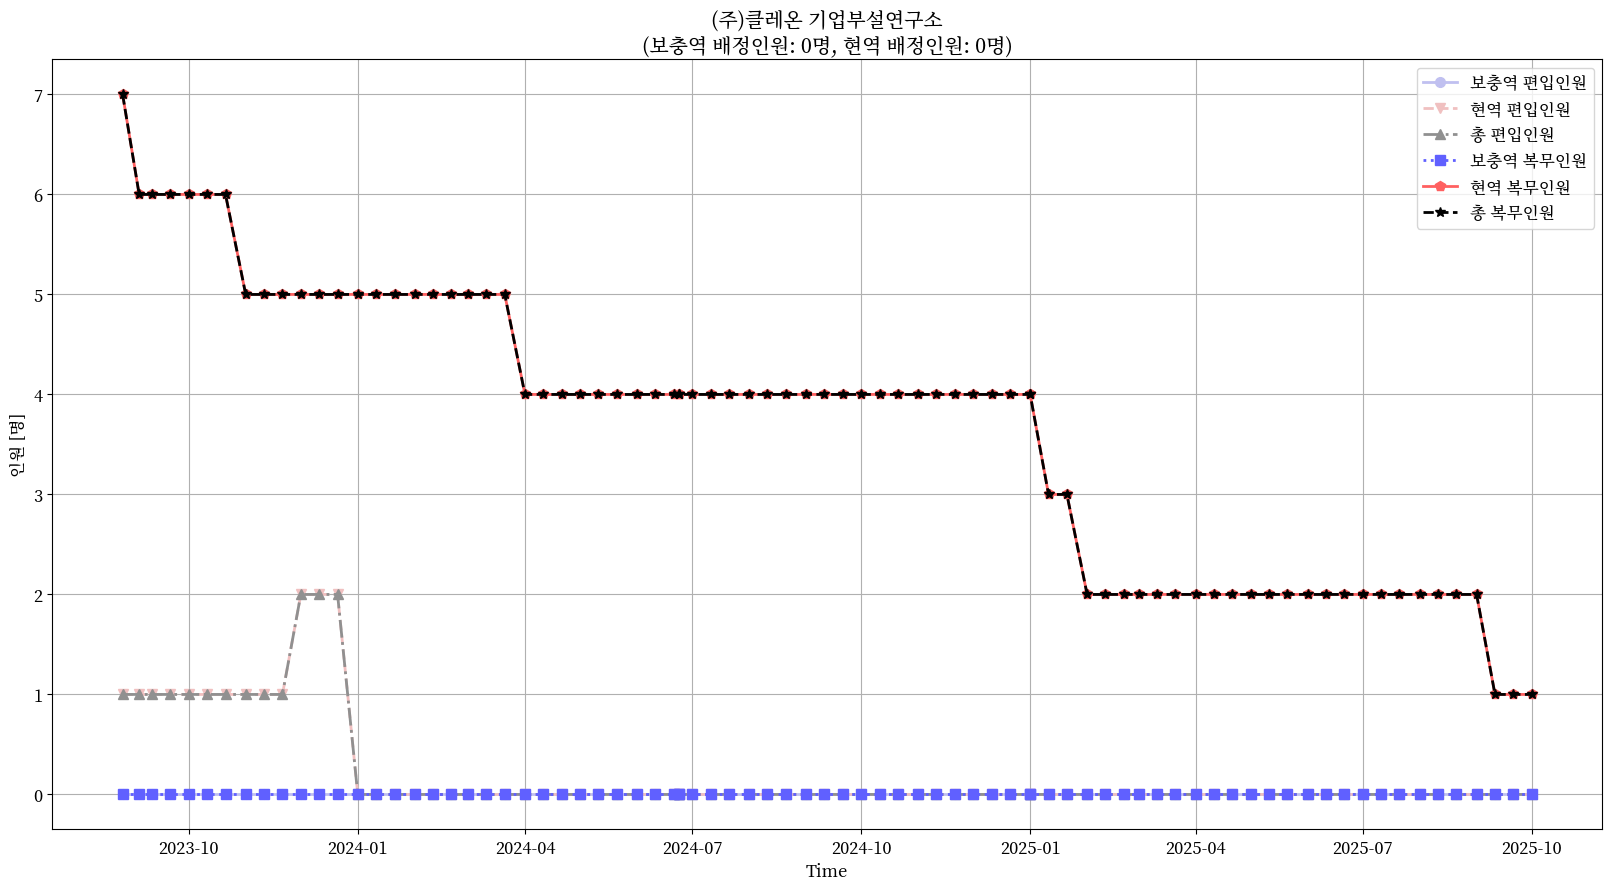 (주)클레온 기업부설연구소
(보충역 배정인원: 0명, 현역 배정인원: 0명)
보충역 편입인원
현역 편입인원
총 편입인원
보충역 복무인원
현역 복무인원
총 복무인원
인원 [명]
7
6
5
4
3
2
1
0
2023-10
2024-01
2024-04
2024-07
2024-10
2025-01
2025-04
2025-07
2025-10
Time